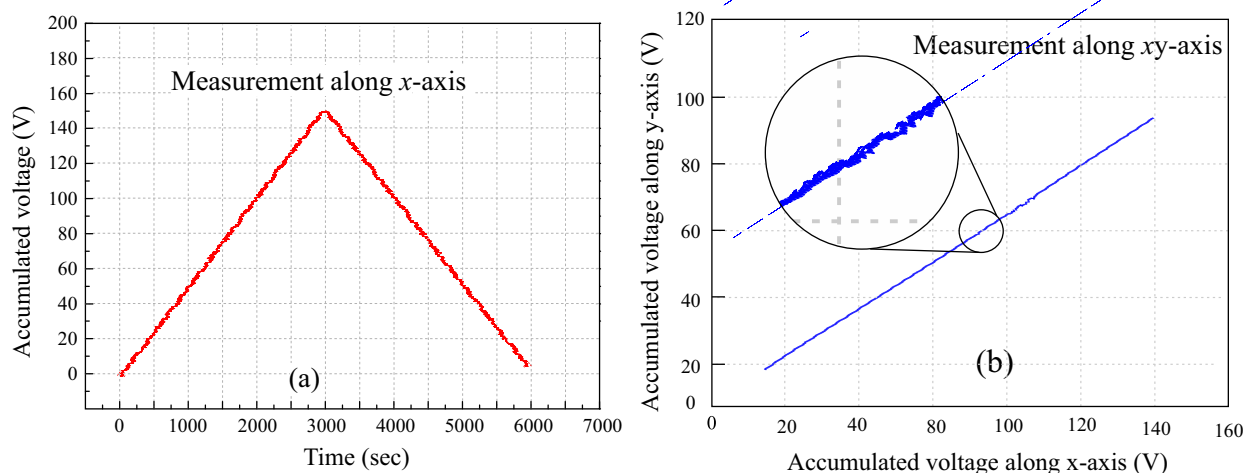 200
180
160
140
120
100
80
60
40
20
0
Accumulated voltage (V)
Measurement along x-axis
(a)
0 1000 2000 3000 4000 5000 6000 7000
Time (sec)
120
100
80
60
40
20
0
Accumulated voltage along y-axis (V)
Measurement along xy-axis
(b)
0 20 40 60 80 100 120 140 160
Accumulated voltage along x-axis (V)